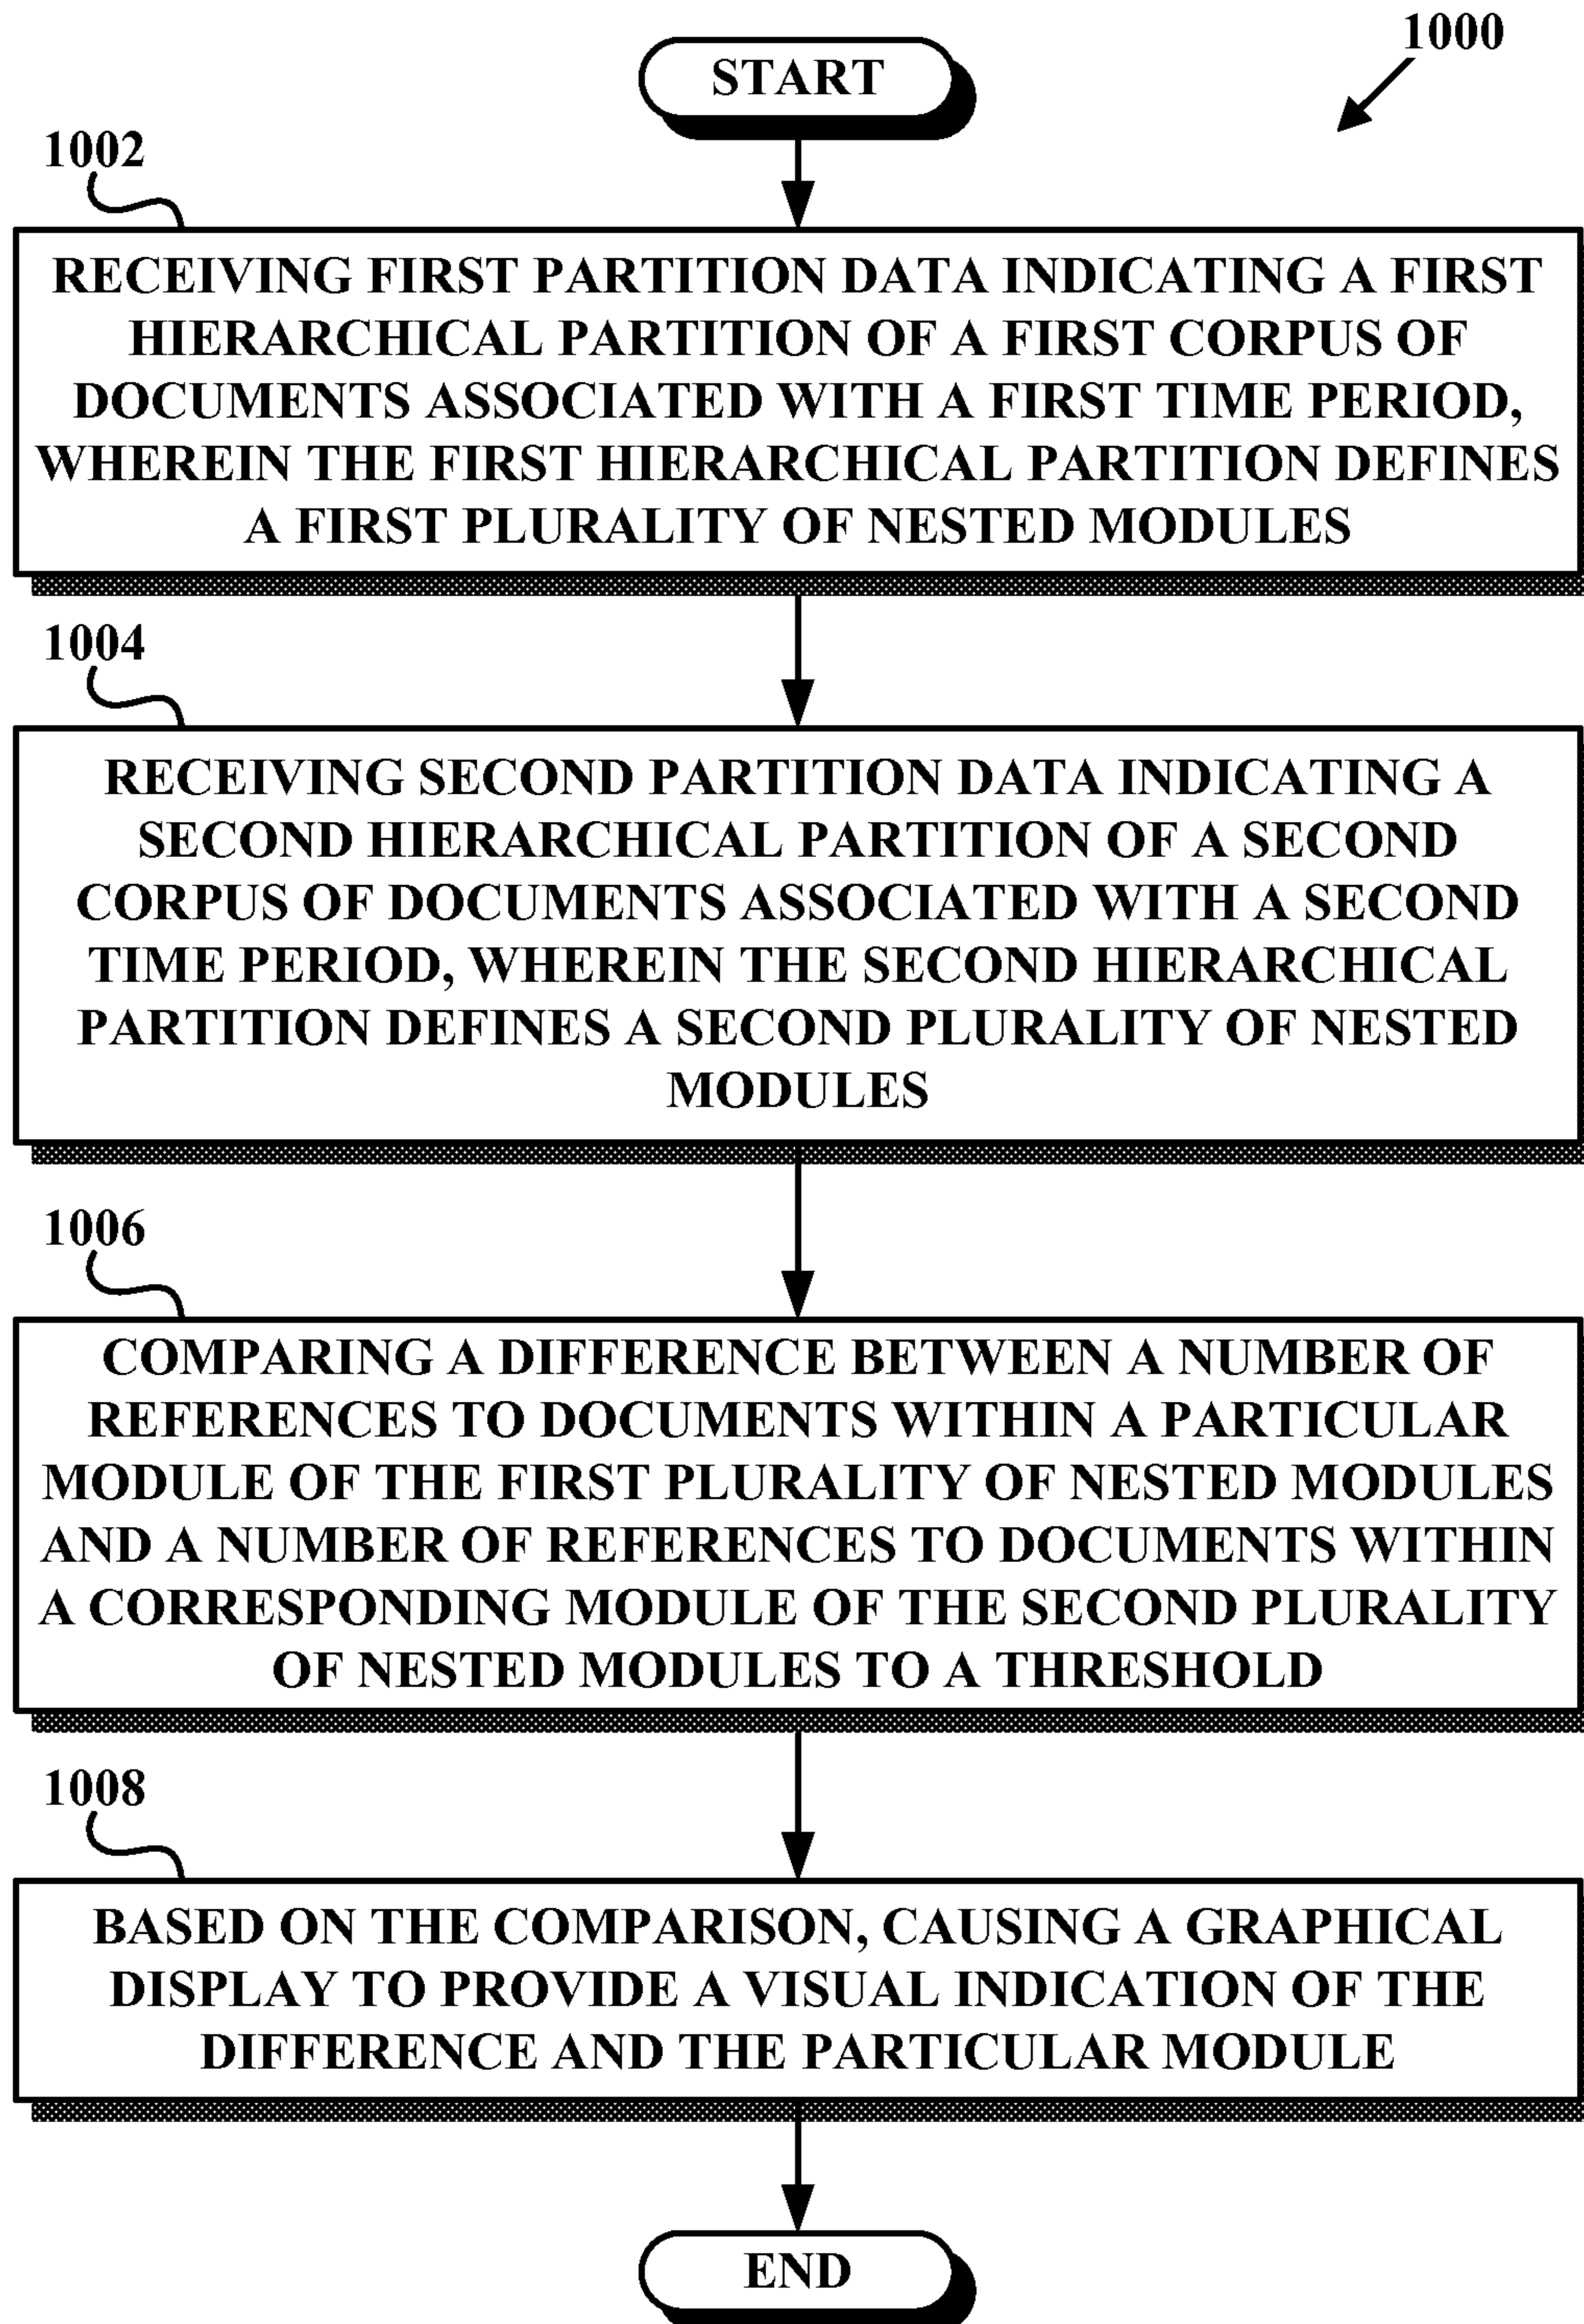 1000
START
1002
RECEIVING FIRST PARTITION DATA INDICATING A FIRST
HIERARCHICAL PARTITION OF A FIRST CORPUS OF
DOCUMENTS ASSOCIATED WITH A FIRST TIME PERIOD,
WHEREIN THE FIRST HIERARCHICAL PARTITION DEFINES
A FIRST PLURALITY OF NESTED MODULES
1004
RECEIVING SECOND PARTITION DATA INDICATING A
SECOND HIERARCHICAL PARTITION OF A SECOND
CORPUS OF DOCUMENTS ASSOCIATED WITH A SECOND
TIME PERIOD, WHEREIN THE SECOND HIERARCHICAL
PARTITION DEFINES A SECOND PLURALITY OF NESTED
MODULES
1006
COMPARING A DIFFERENCE BETWEEN A NUMBER OF
REFERENCES TO DOCUMENTS WITHIN A PARTICULAR
MODULE OF THE FIRST PLURALITY OF NESTED MODULES
AND A NUMBER OF REFERENCES TO DOCUMENTS WITHIN
A CORRESPONDING MODULE OF THE SECOND PLURALITY
OF NESTED MODULES TO A THRESHOLD
1008
BASED ON THE COMPARISON, CAUSING A GRAPHICAL
DISPLAY TO PROVIDE A VISUAL INDICATION OF THE
DIFFERENCE AND THE PARTICULAR MODULE
END